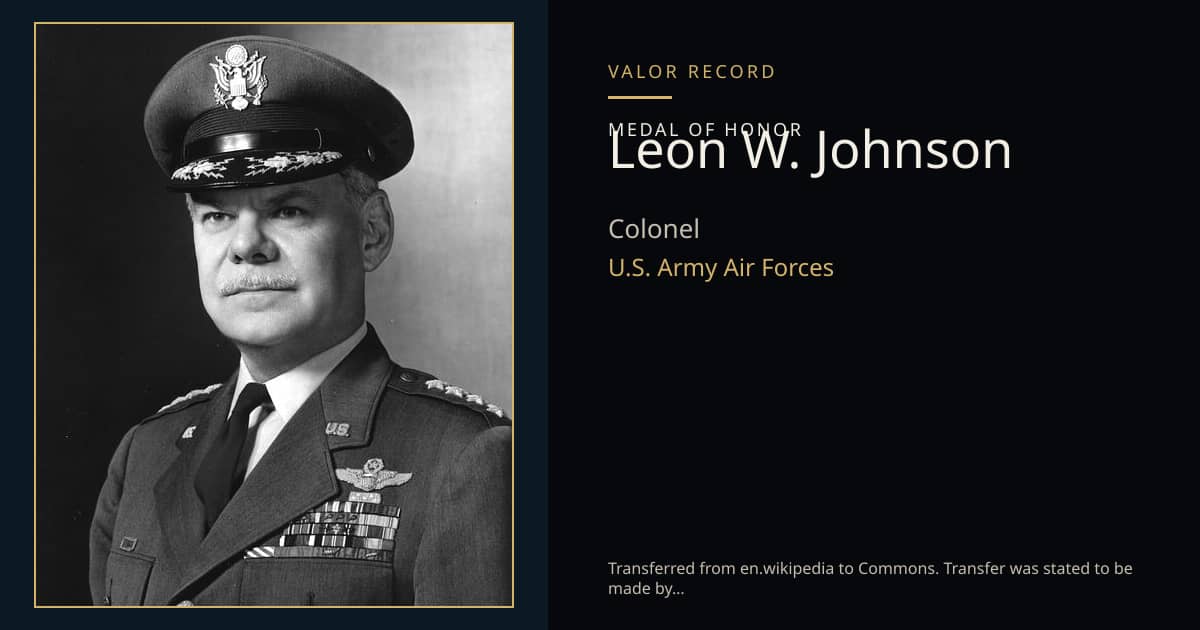 VALOR RECORD
MEDAL OF HONOR
Leon W. Johnson
Colonel
U.S. Army Air Forces
Transferred from en.wikipedia to Commons. Transfer was stated to be
made by...
U.S.